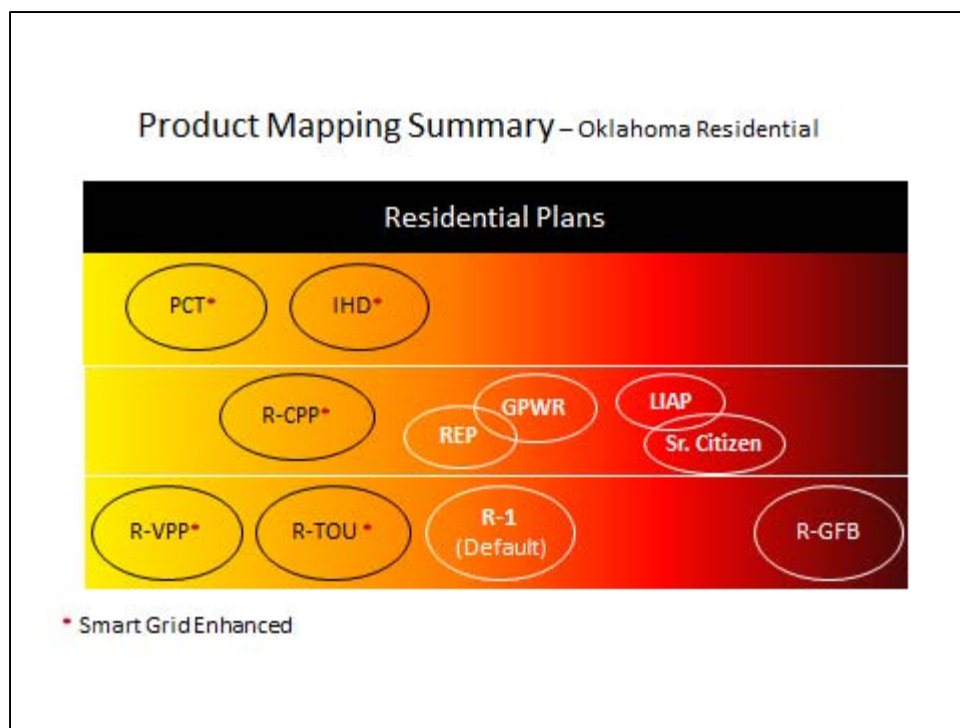 Product Mapping Summary – Oklahoma Residential
Residential Plans
PCT*
IHD*
R-CPP*
REP
GPWR
LIAP
Sr. Citizen
R-VPP*
R-TOU *
R-1
(Default)
R-GFB
* Smart Grid Enhanced